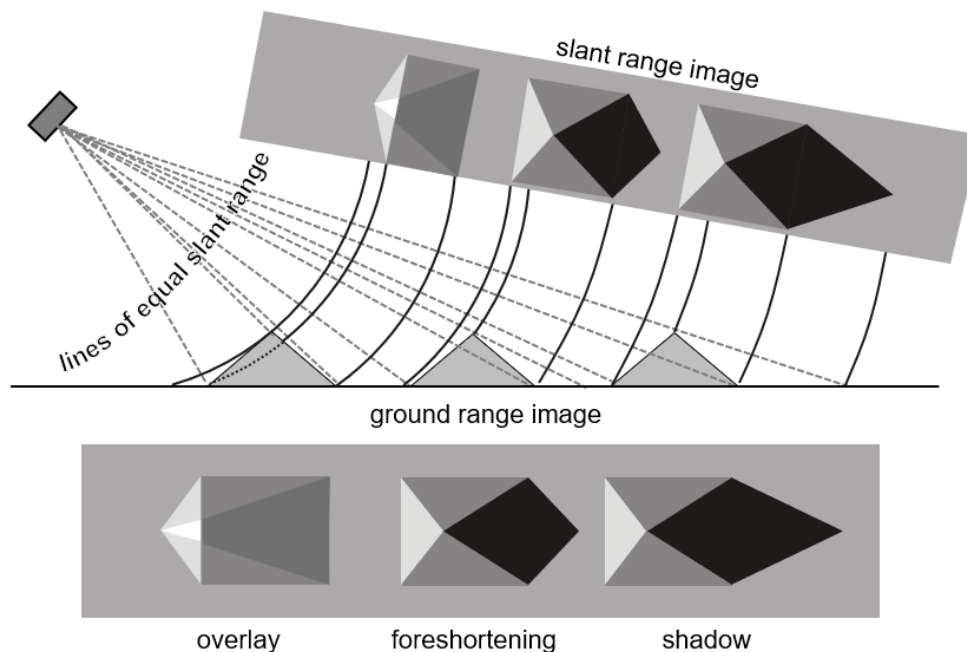 slant range image
lines of equal slant range
ground range image
overlay
foreshortening
shadow